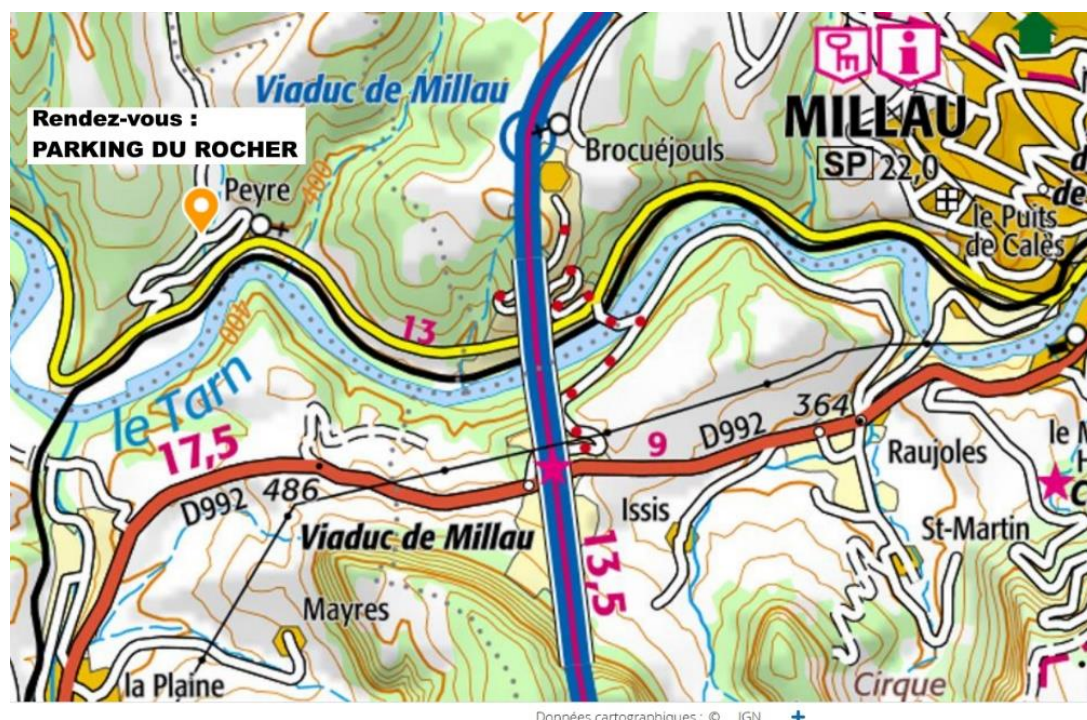 Viaduc de Millau
Rendez-vous :
PARKING DU ROCHER
Peyre
400
Brocuéjouls
MILLAU
SP 22,0
le Puits
de Calès
13
400
le Tarn
17,5
D992
486
9
D992
364
Raujoles
Issis
St-Martin
Viaduc de Millau
13,5
Mayres
la Plaine
Cirque
Données cartographiques : © IGN